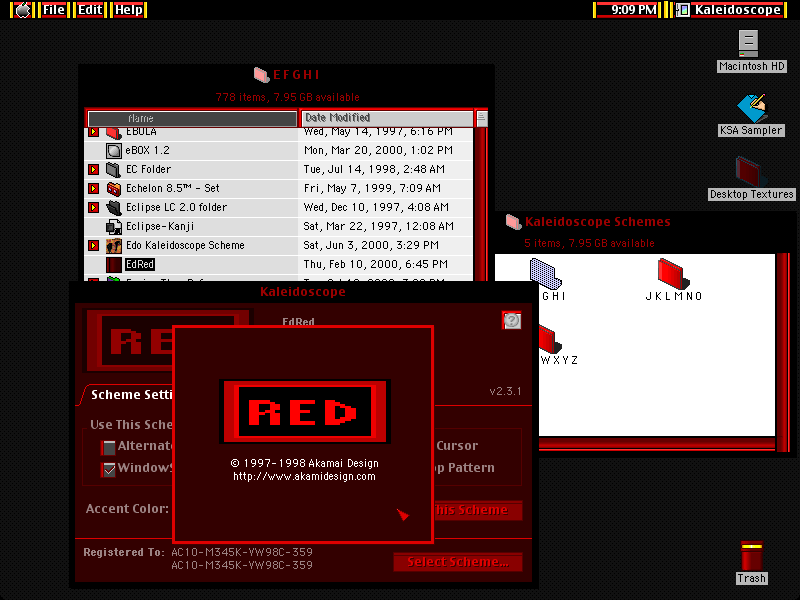 File Edit Help
9:09 PM Kaleidoscope
Macintosh HD
KSA Sampler
Desktop Textures
EFGHI
778 items, 7.95 GB available
Name Date Modified
EBOLA Wed, May 14, 1997, 6:16 PM
eBOX 1.2 Mon, Mar 20, 2000, 1:02 PM
EC Folder Tue, Jul 14, 1998, 2:48 AM
Echelon 8.5™ - Set Fri, May 7, 1999, 7:09 AM
Eclipse LC 2.0 folder Wed, Dec 10, 1997, 4:08 AM
Eclipse-Kanji Sat, Mar 22, 1997, 12:08 AM
Edo Kaleidoscope Scheme Sat, Jun 3, 2000, 3:29 PM
EdRed Thu, Feb 10, 2000, 6:45 PM
Kaleidoscope Schemes
5 items, 7.95 GB available
GHI
JKLMNO
WXYZ
Kaleidoscope
RE
EdRed
v2.3.1
Scheme Setti
Use This Sche
Alternat
Window
Cursor
op Pattern
Accent Color:
his Scheme
Registered To: AC10-M345K-VW98C-359
AC10-M345K-VW98C-359
Select Scheme...
RED
© 1997-1998 Akamai Design
http://www.akamidesign.com
Trash